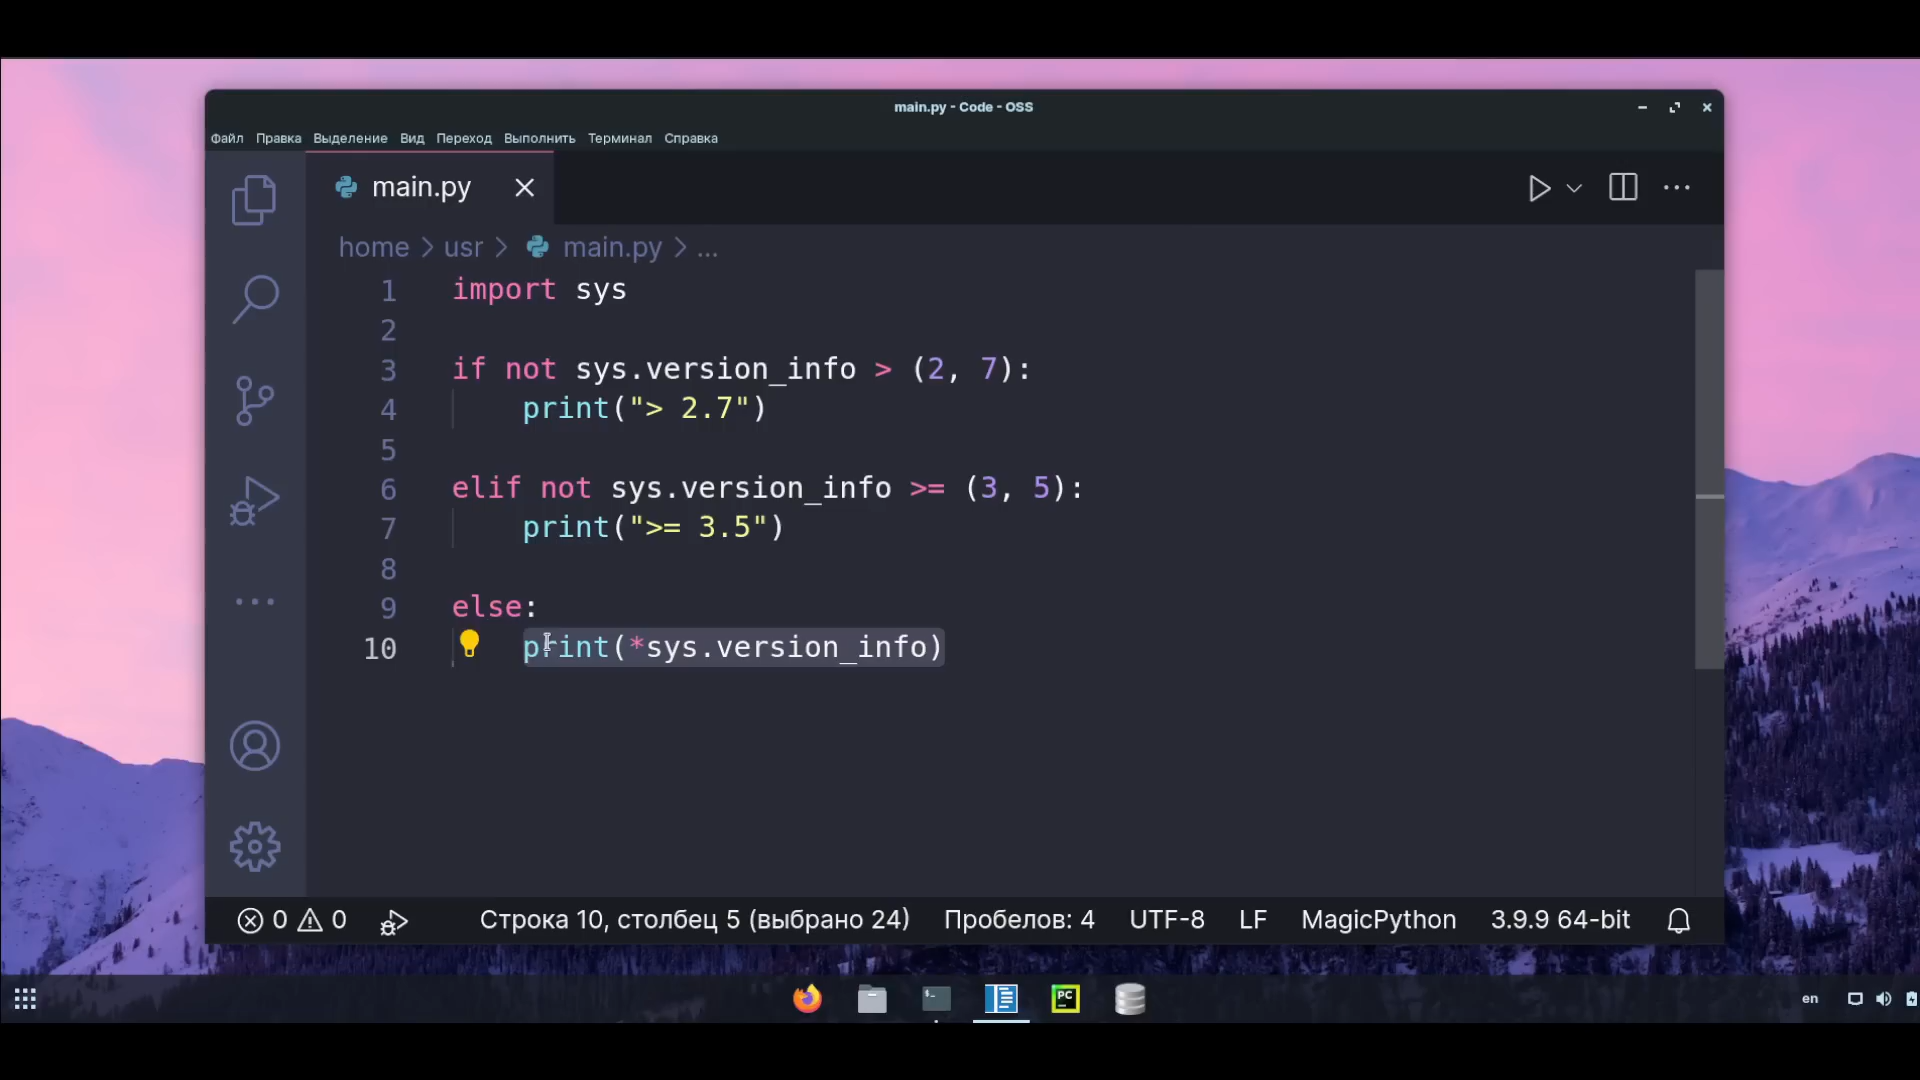 main.py - Code - OSS
Файл Правка Выделение Вид Переход Выполнить Терминал Справка
main.py
home > usr > main.py > ...
1 import sys
2
3 if not sys.version_info > (2, 7):
4     print("> 2.7")
5
6 elif not sys.version_info >= (3, 5):
7     print(">= 3.5")
8
9 else:
10     print(*sys.version_info)
0 0 Строка 10, столбец 5 (выбрано 24) Пробелов: 4 UTF-8 LF MagicPython 3.9.9 64-bit
PC
en